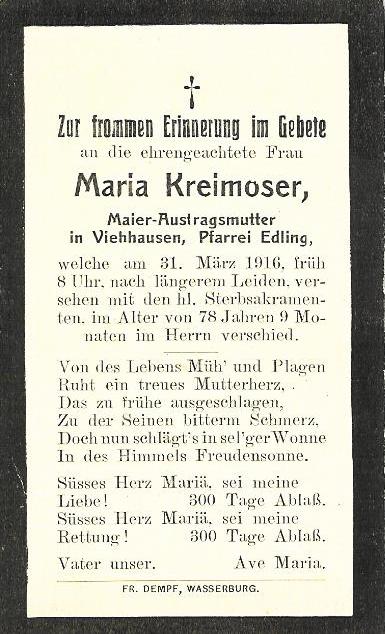 Zur frommen Erinnerung im Gebete
an die ehrengeachtete Frau
Maria Kreimoser,
Maier-Austragsmutter
in Viehhausen, Pfarrei Edling,
welche am 31. März 1916, früh
8 Uhr, nach längerem Leiden, ver-
sehen mit den hl. Sterbsakramen-
ten, im Alter von 78 Jahren 9 Mo-
naten im Herrn verschied.
Von des Lebens Müh' und Plagen
Ruht ein treues Mutterherz,
Das zu frühe ausgeschlagen,
Zu der Seinen bitterm Schmerz,
Doch nun schlägt's in sel'ger Wonne
In des Himmels Freudensonne.
Süsses Herz Mariä, sei meine
Liebe! 300 Tage Ablaß.
Süsses Herz Mariä, sei meine
Rettung! 300 Tage Ablaß.
Vater unser. Ave Maria.
FR. DEMPF, WASSERBURG.